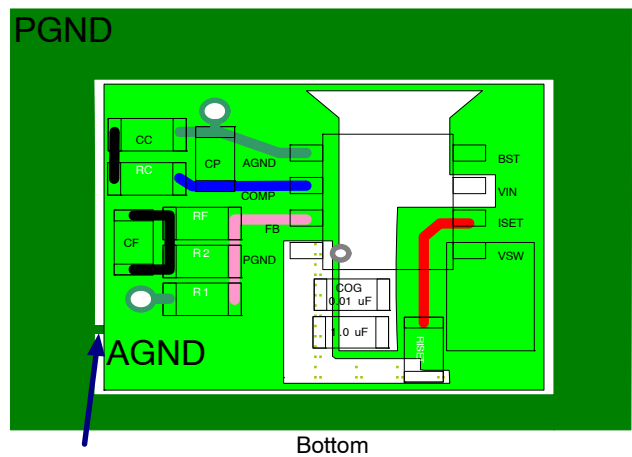 PGND
CC
BST
CP
AGND
RC
VIN
COMP
RF
ISET
FB
CF
R 2
PGND
VSW
R 1
COG
0.01 uF
1.0 uF
AGND
RISET
Bottom